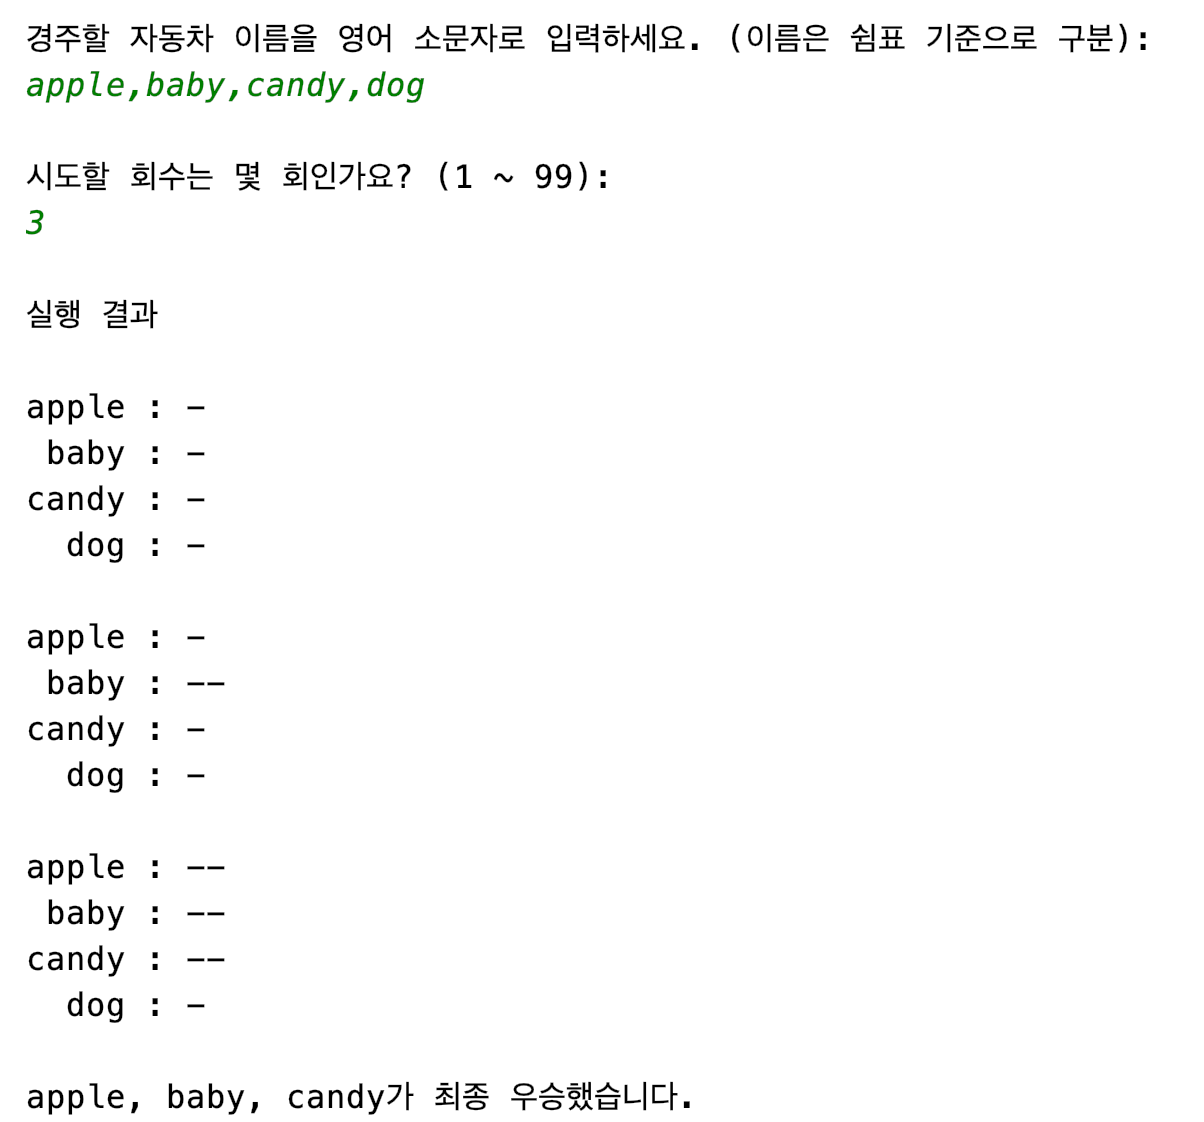 경주할 자동차 이름을 영어 소문자로 입력하세요. (이름은 쉼표 기준으로 구분):
apple,baby,candy,dog
시도할 회수는 몇 회인가요? (1 ~ 99):
3
실행 결과
apple : -
baby : -
candy : -
dog : -
apple : -
baby : --
candy : -
dog : -
apple : --
baby : --
candy : --
dog : -
apple, baby, candy가 최종 우승했습니다.